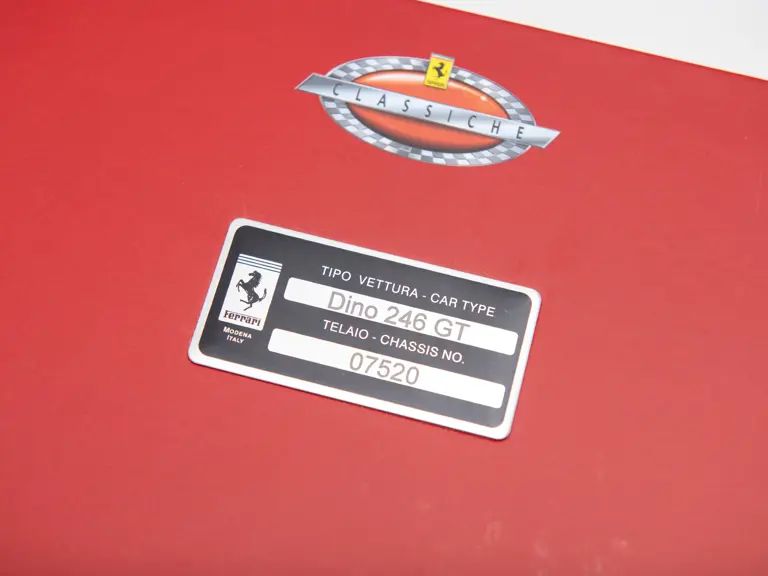 CLASSICHE
TIPO VETTURA - CAR TYPE
Dino 246 GT
TELAIO - CHASSIS NO.
07520
Ferrari
MODENA
ITALY